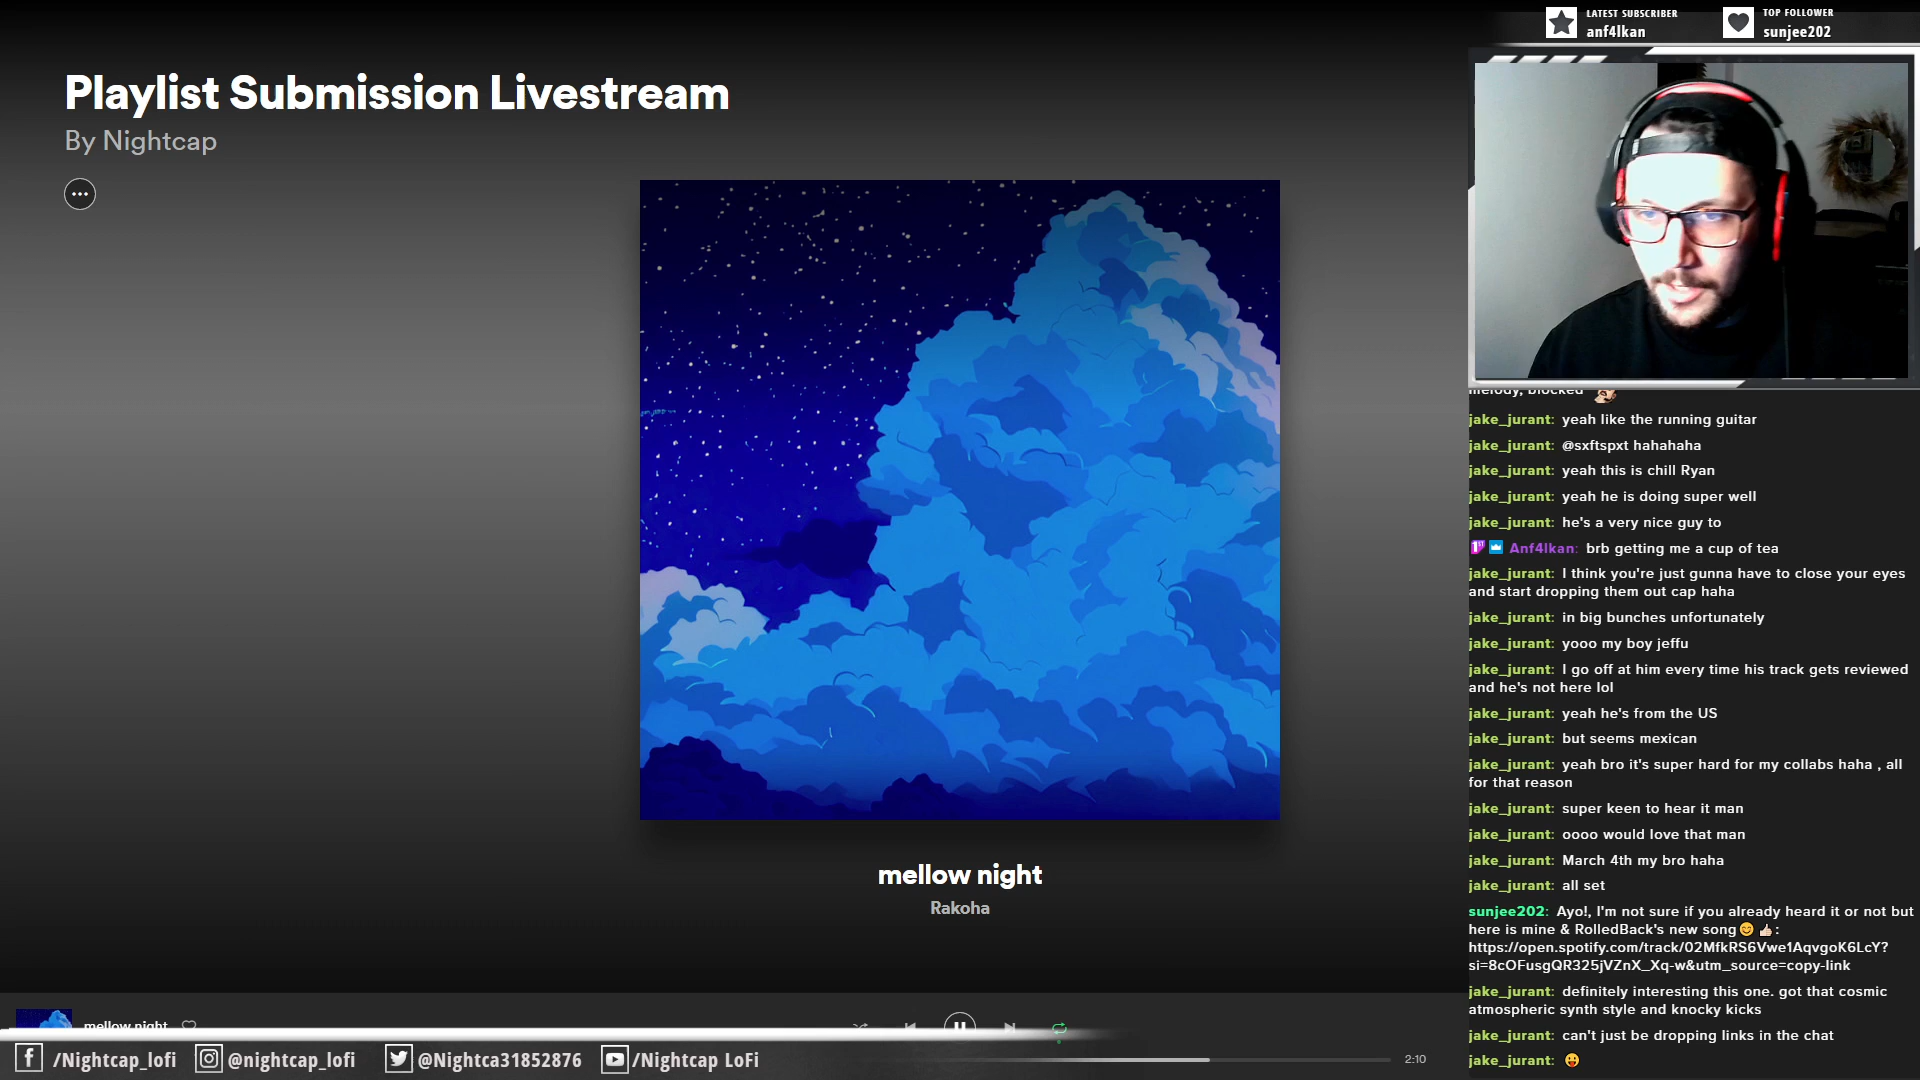 LATEST SUBSCRIBER
anf4lkan
TOP FOLLOWER
sunjee202
Playlist Submission Livestream
By Nightcap
melody, blocked
jake_jurant: yeah like the running guitar
jake_jurant: @sxftspxt hahahaha
jake_jurant: yeah this is chill Ryan
jake_jurant: yeah he is doing super well
jake_jurant: he's a very nice guy to
1ST Anf4lkan: brb getting me a cup of tea
jake_jurant: I think you're just gunna have to close your eyes
and start dropping them out cap haha
jake_jurant: in big bunches unfortunately
jake_jurant: yooo my boy jeffu
jake_jurant: I go off at him every time his track gets reviewed
and he's not here lol
jake_jurant: yeah he's from the US
jake_jurant: but seems mexican
jake_jurant: yeah bro it's super hard for my collabs haha , all
for that reason
jake_jurant: super keen to hear it man
jake_jurant: oooo would love that man
jake_jurant: March 4th my bro haha
jake_jurant: all set
sunjee202: Ayo!, I'm not sure if you already heard it or not but
here is mine & RolledBack's new song😊👍🏻:
https://open.spotify.com/track/02MfkRS6Vwe1AqvgoK6LcY?
si=8cOFusgQR325jVZnX_Xq-w&utm_source=copy-link
jake_jurant: definitely interesting this one. got that cosmic
atmospheric synth style and knocky kicks
jake_jurant: can't just be dropping links in the chat
jake_jurant: 😛
mellow night
Rakoha
mellow night
/Nightcap_lofi
@nightcap_lofi
@Nightca31852876
/Nightcap LoFi
2:10